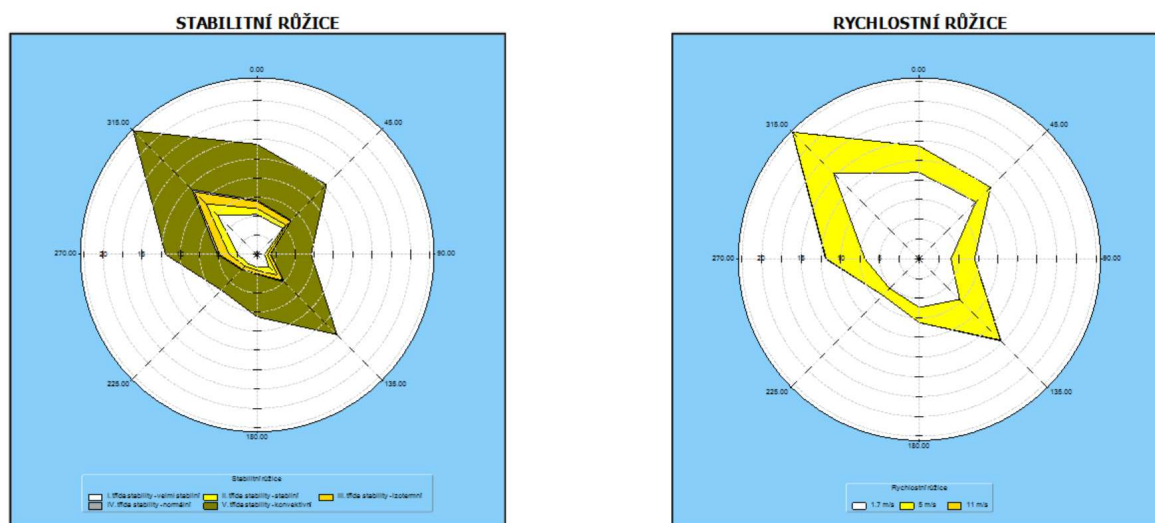 STABILITNÍ RŮŽICE
0.00
315.00
45.00
270.00
20
15
90.00
225.00
135.00
180.00
Stabilitní růžice
I. třída stability - velmi stabilní
II. třída stability - stabilní
III. třída stability - izotermní
IV. třída stability - normální
V. třída stability - konvektivní
RYCHLOSTNÍ RŮŽICE
0.00
315.00
45.00
270.00
20
15
10
5
90.00
225.00
135.00
180.00
Rychlostní růžice
1.7 m/s
5 m/s
11 m/s